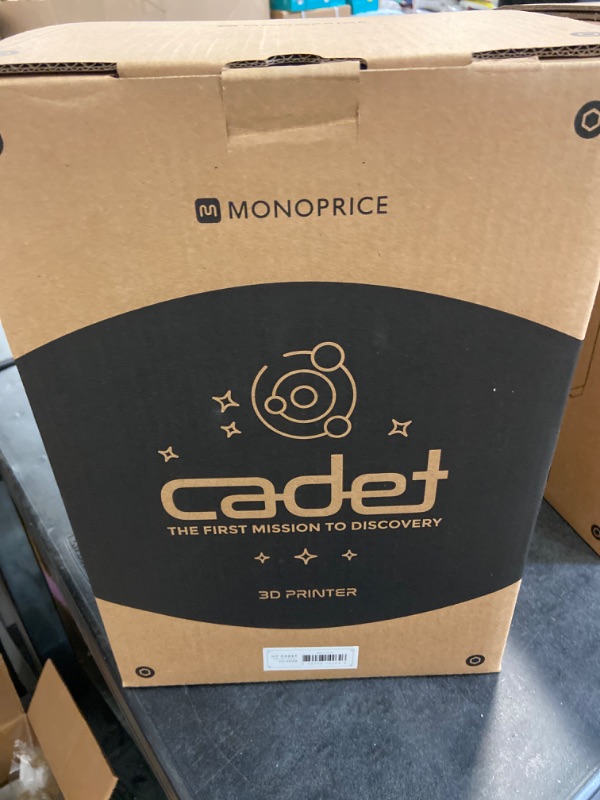 MONOPRICE
cadet
THE FIRST MISSION TO DISCOVERY
3D PRINTER